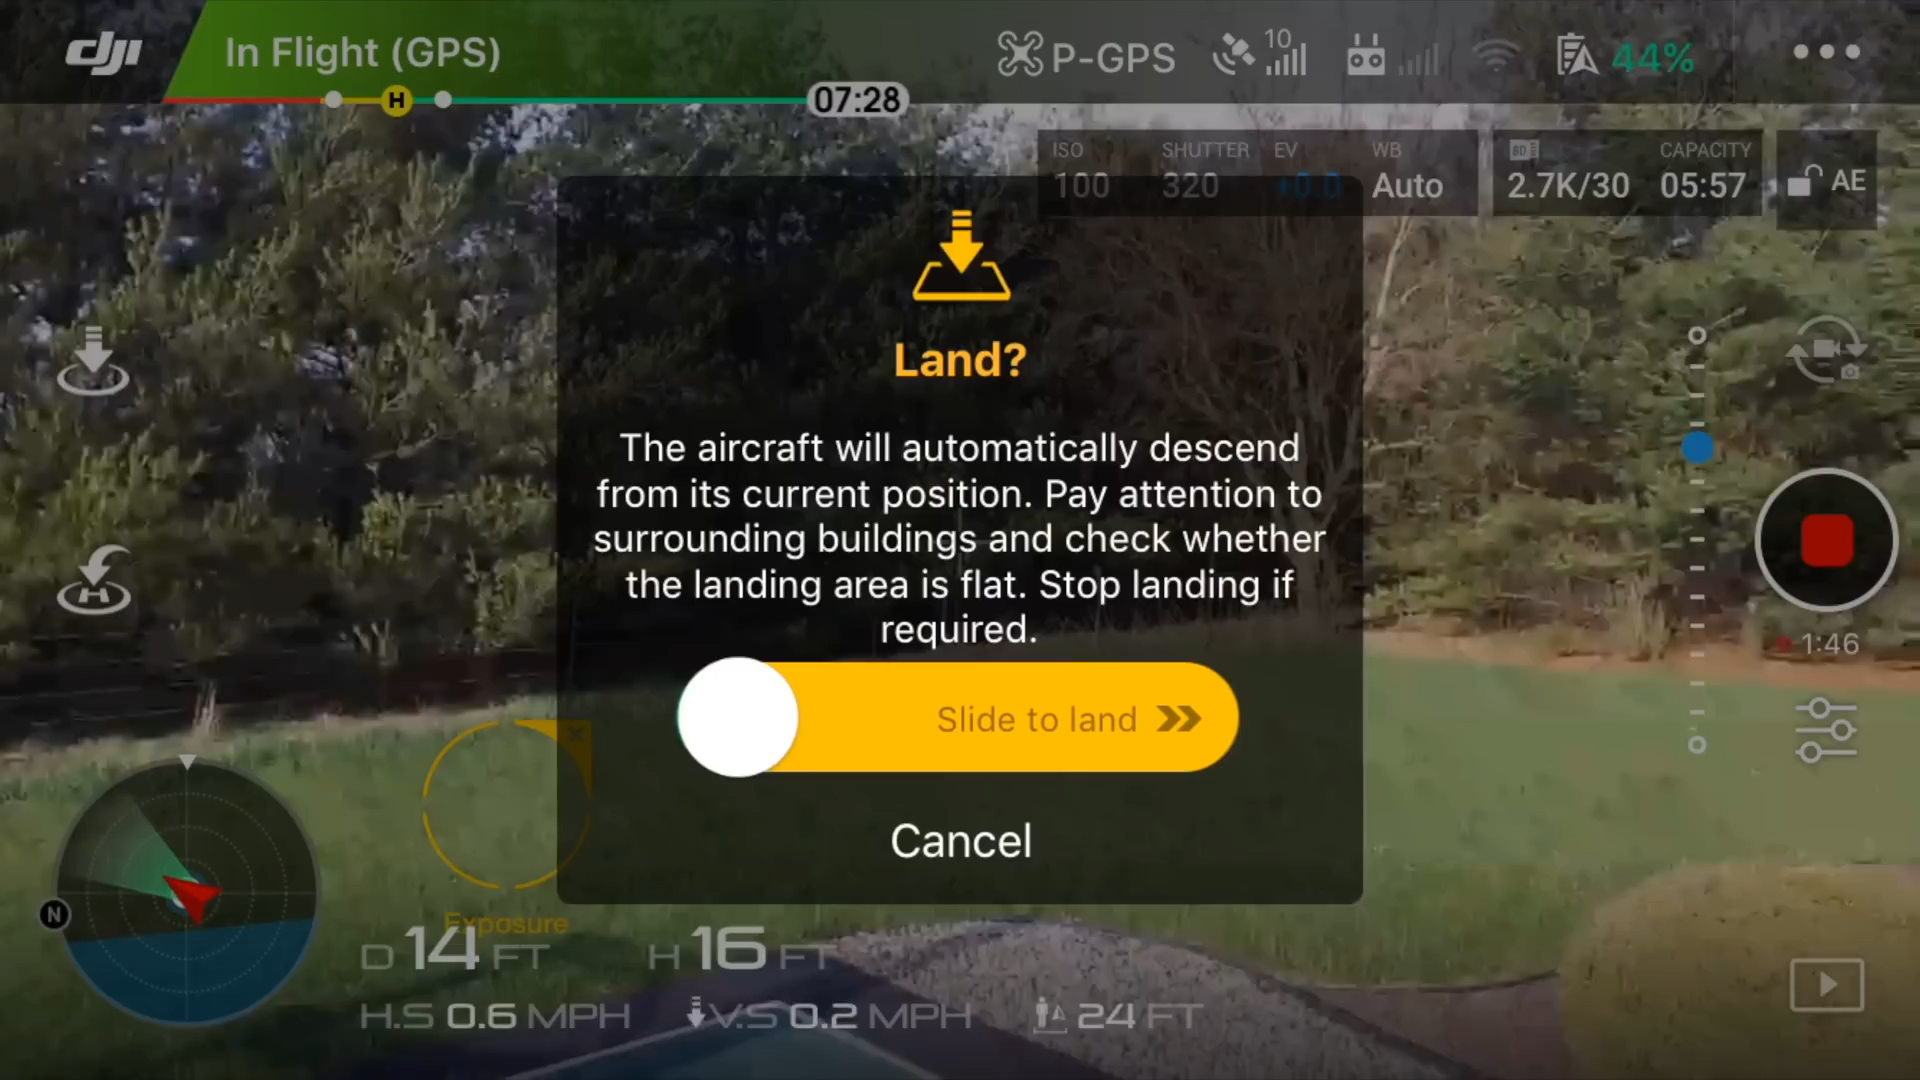 dji
In Flight (GPS)
P-GPS
10
44%
H
07:28
ISO
SHUTTER
EV
WB
SD
CAPACITY
100
320
+0.0
Auto
2.7K/30
05:57
AE
Land?
The aircraft will automatically descend
from its current position. Pay attention to
surrounding buildings and check whether
the landing area is flat. Stop landing if
required.
H
1:46
Slide to land
Cancel
N
Exposure
D 14 FT
H 16 FT
H.S 0.6 MPH
V.S 0.2 MPH
24 FT